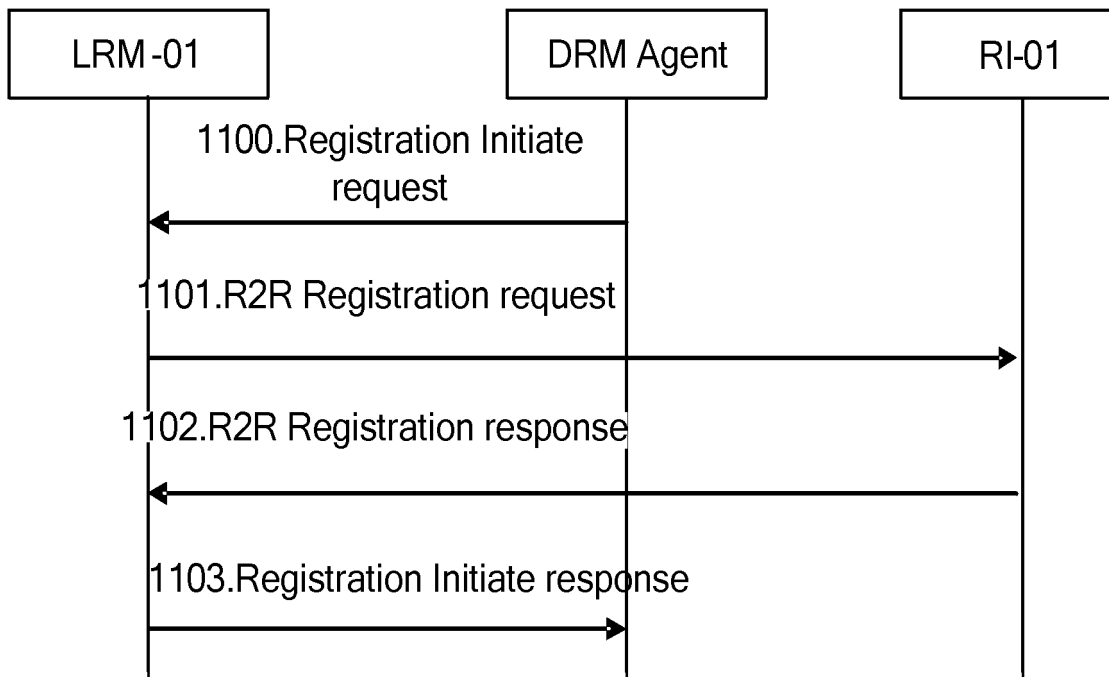 LRM-01
DRM Agent
RI-01
1100.Registration Initiate
request
1101.R2R Registration request
1102.R2R Registration response
1103.Registration Initiate response